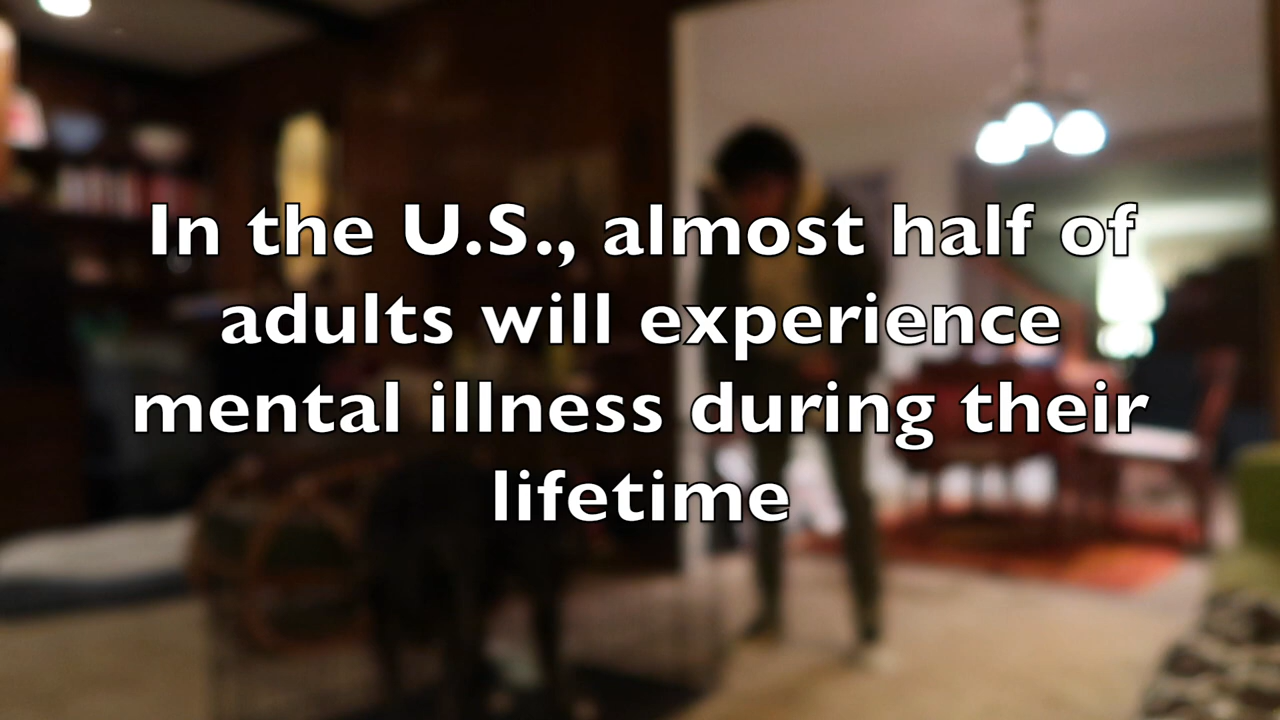 In the U.S., almost half of
adults will experience
mental illness during their
lifetime